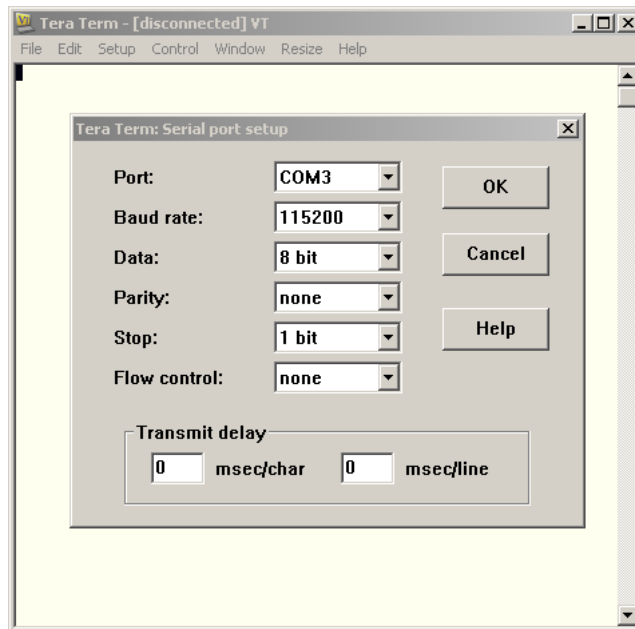 Tera Term - [disconnected] VT
File Edit Setup Control Window Resize Help
Tera Term: Serial port setup
Port: COM3 OK
Baud rate: 115200
Data: 8 bit Cancel
Parity: none
Stop: 1 bit Help
Flow control: none
Transmit delay
0 msec/char 0 msec/line